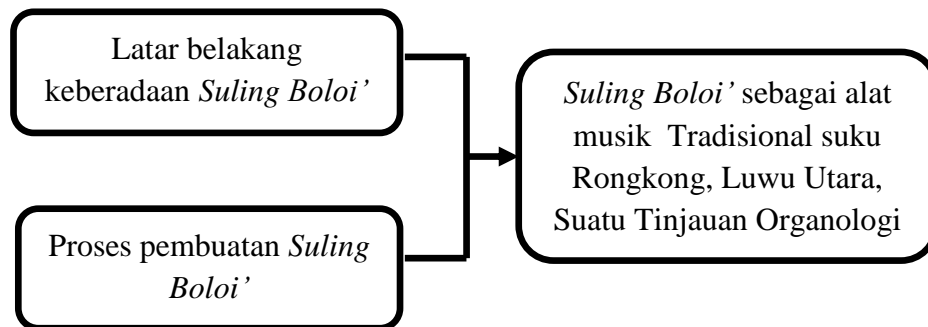 Latar belakang
keberadaan Suling Boloi’
Proses pembuatan Suling
Boloi’
Suling Boloi’ sebagai alat
musik Tradisional suku
Rongkong, Luwu Utara,
Suatu Tinjauan Organologi